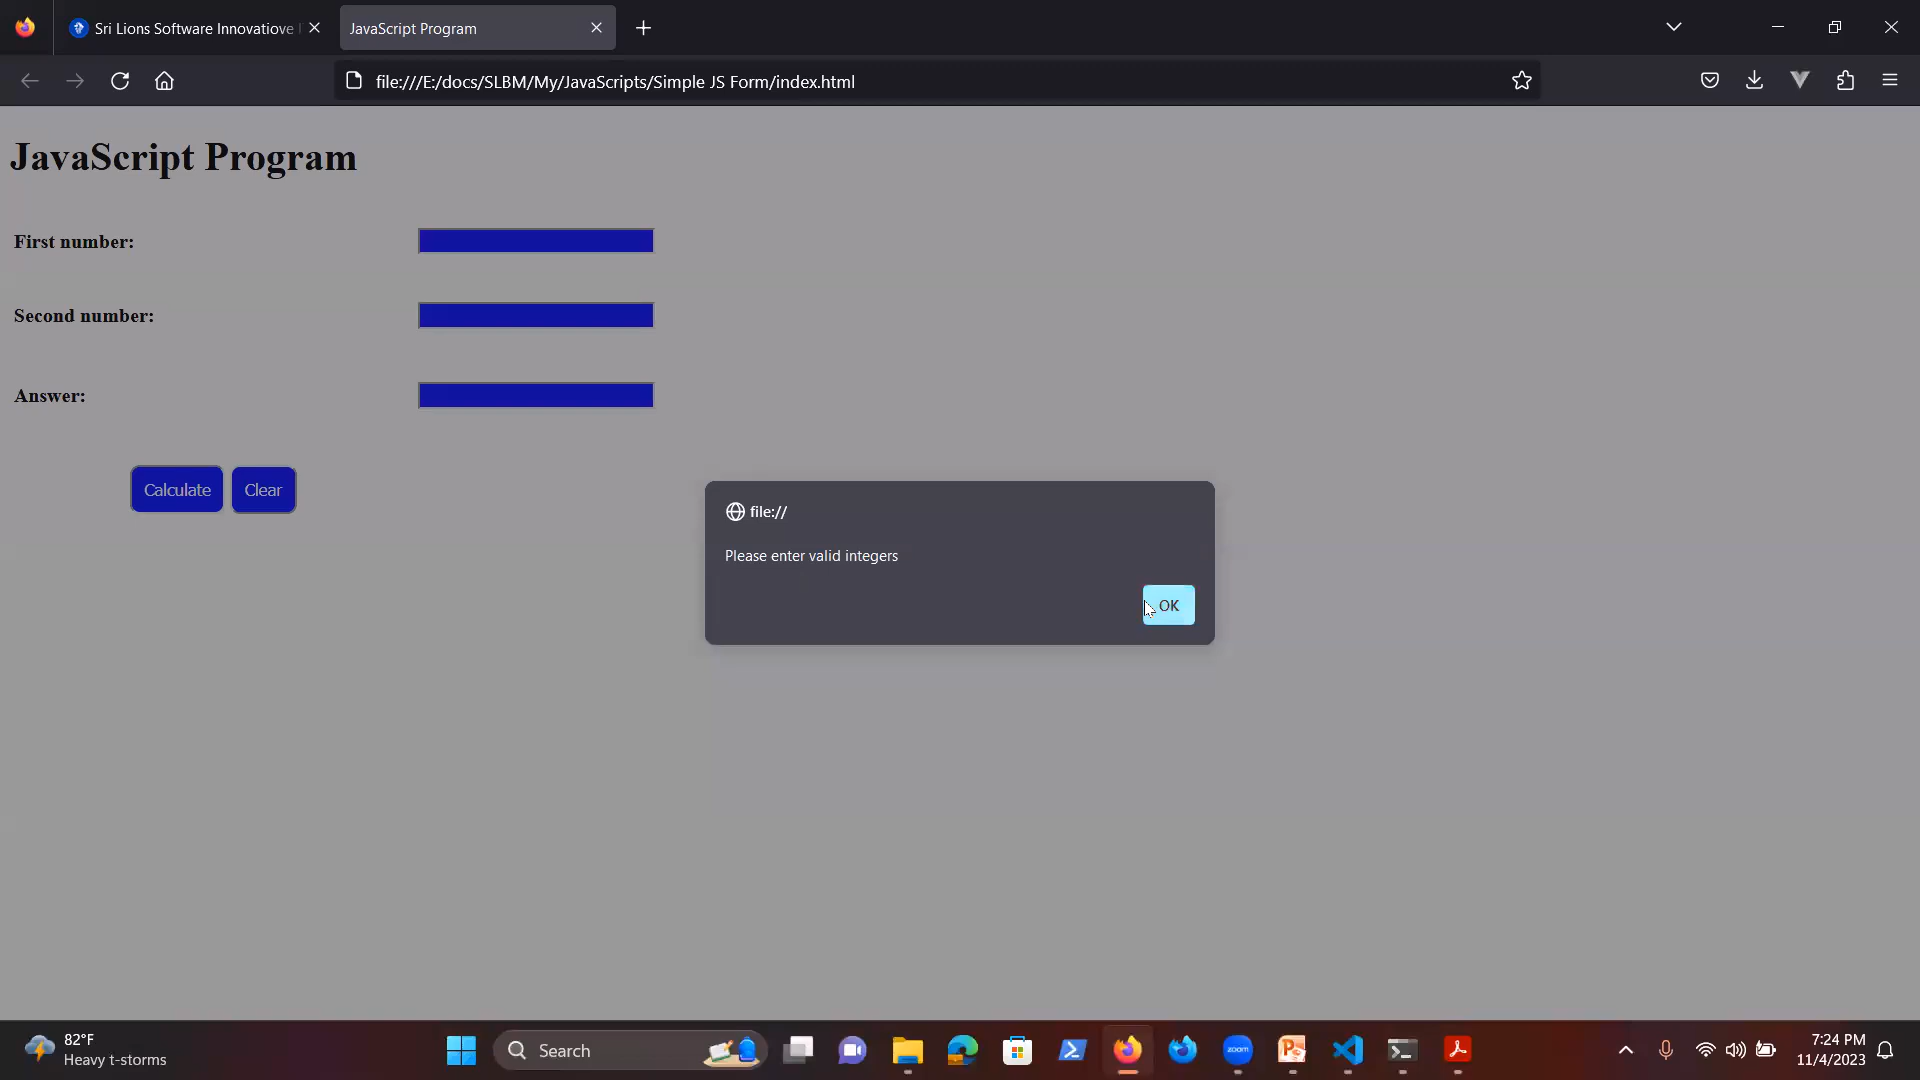 Sri Lions Software Innovatiove
JavaScript Program
file:///E:/docs/SLBM/My/JavaScripts/Simple JS Form/index.html
JavaScript Program
First number:
Second number:
Answer:
Calculate Clear
file://
Please enter valid integers
OK
82°F
Heavy t-storms
Search
zoom
7:24 PM
11/4/2023